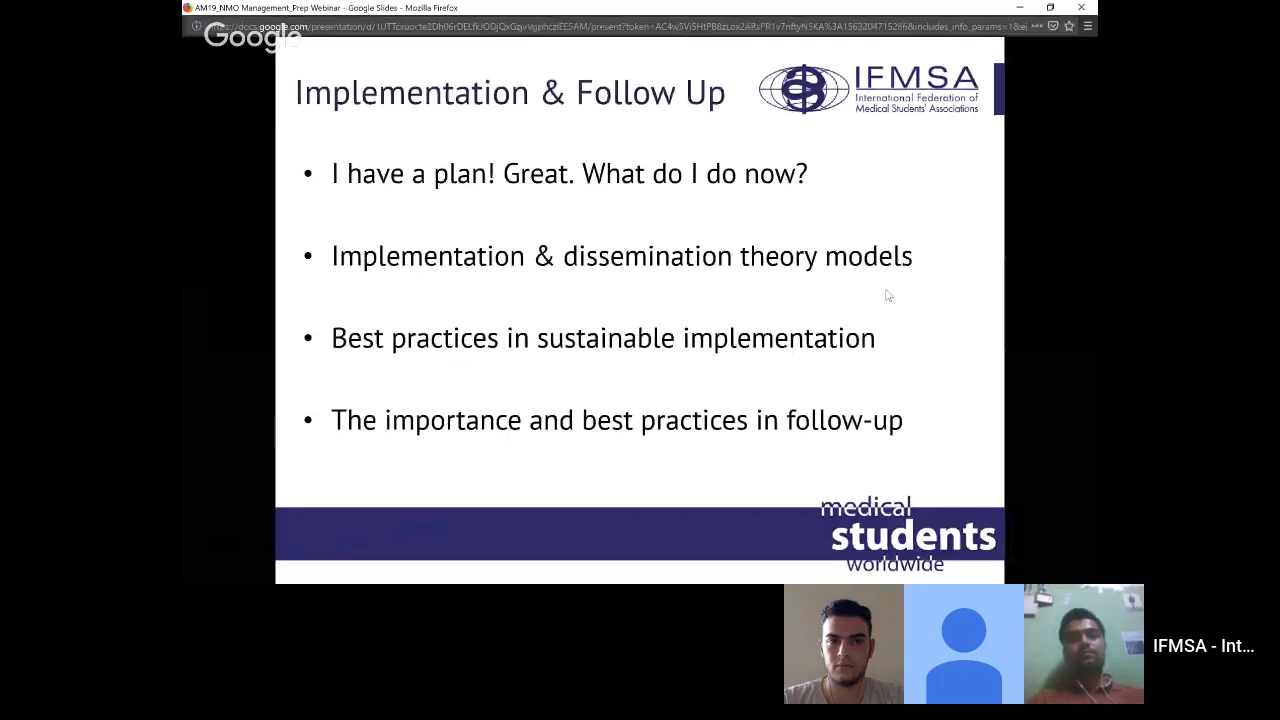 AM19_NMO Management_Prep Webinar - Google Slides - Mozilla Firefox
Google
Implementation & Follow Up
IFMSA
International Federation of
Medical Students' Associations
• I have a plan! Great. What do I do now?
• Implementation & dissemination theory models
• Best practices in sustainable implementation
• The importance and best practices in follow-up
medical
students
worldwide
IFMSA - Int...